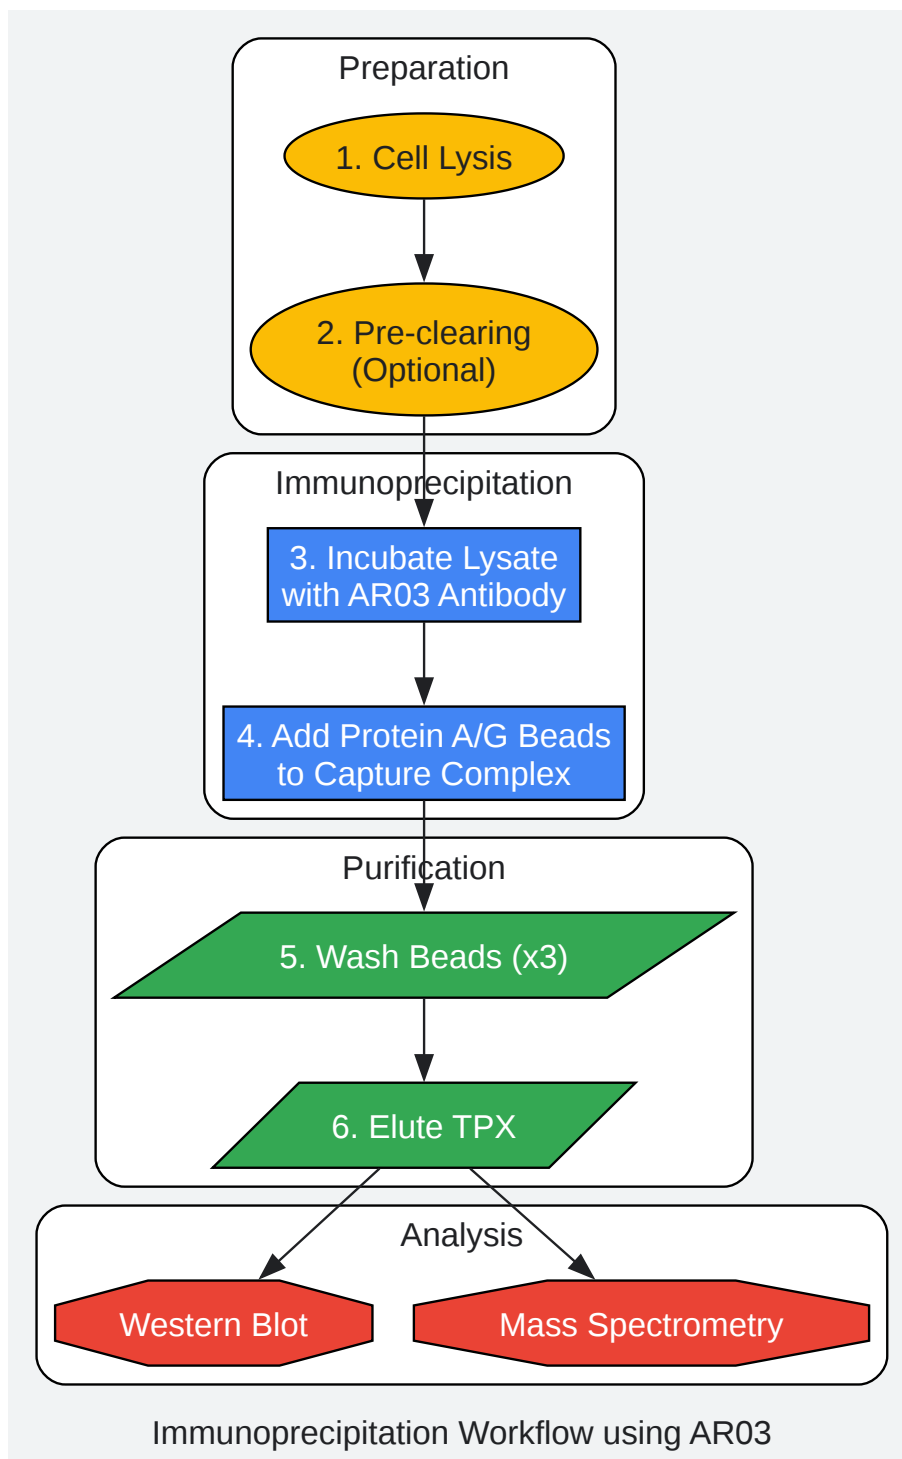 Preparation
1. Cell Lysis
2. Pre-clearing
(Optional)
Immunoprecipitation
3. Incubate Lysate
with AR03 Antibody
4. Add Protein A/G Beads
to Capture Complex
Purification
5. Wash Beads (x3)
6. Elute TPX
Analysis
Western Blot
Mass Spectrometry
Immunoprecipitation Workflow using AR03